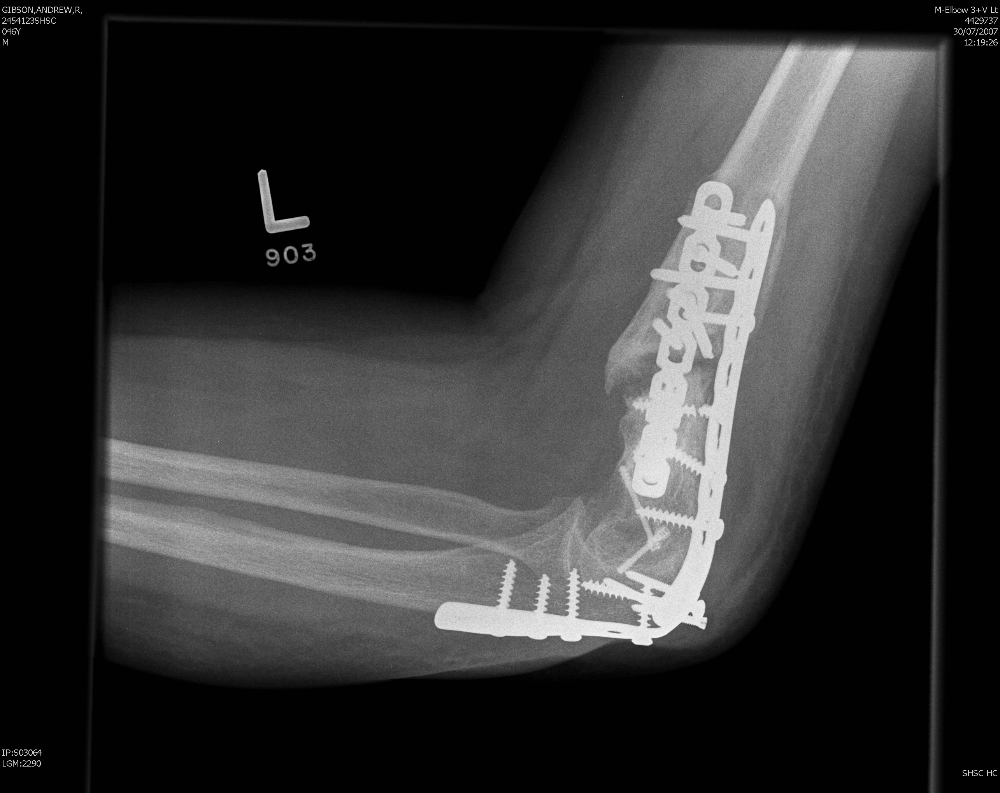 GIBSON,ANDREW,R,
2454123SHSC
046Y
M
M-Elbow 3+V Lt
4429737
30/07/2007
12:19:26
L
903
IP:S03064
LGM:2290
SHSC HC